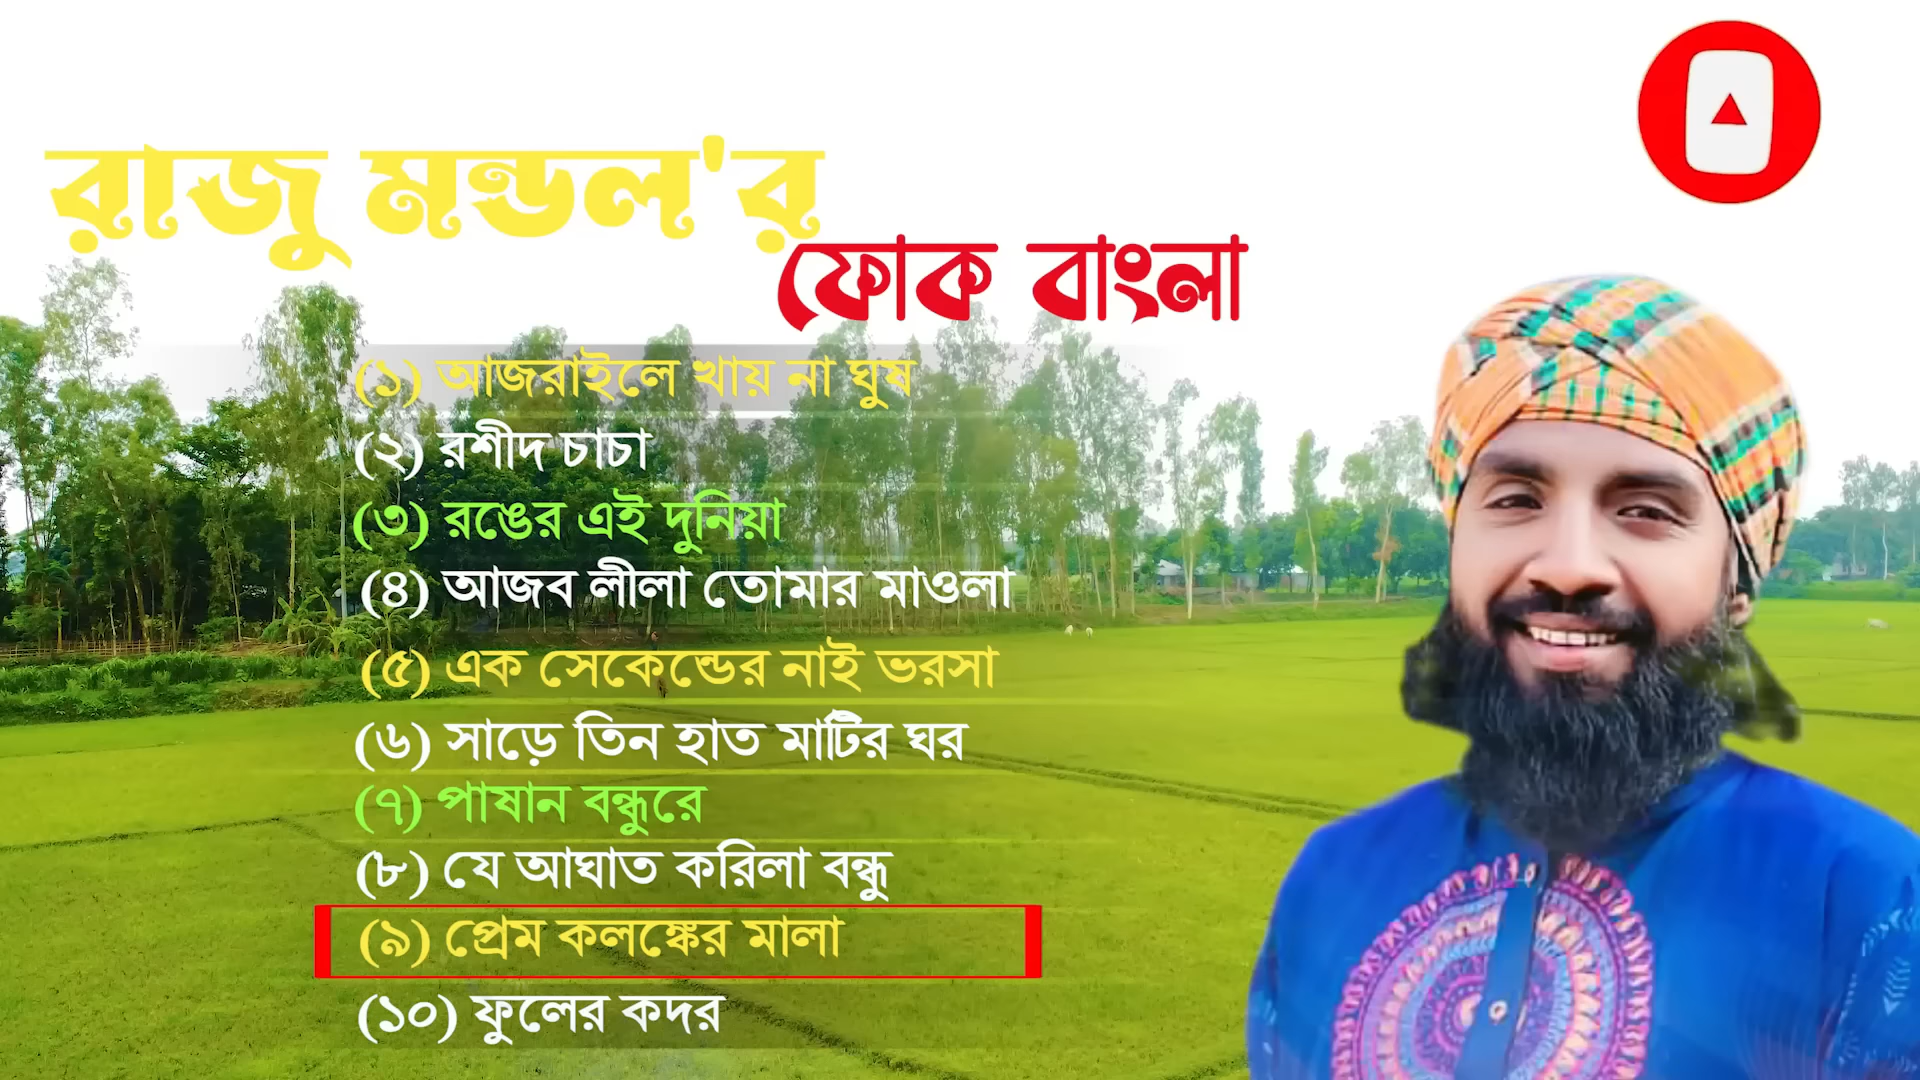 রাজু মন্ডল'র
ফোক বাংলা
(১) আজরাইলে খায় না ঘুষ
(২) রশীদ চাচা
(৩) রঙের এই দুনিয়া
(৪) আজব লীলা তোমার মাওলা
(৫) এক সেকেন্ডের নাই ভরসা
(৬) সাড়ে তিন হাত মাটির ঘর
(৭) পাষান বন্ধুরে
(৮) যে আঘাত করিলা বন্ধু
(৯) প্রেম কলঙ্কের মালা
(১০) ফুলের কদর